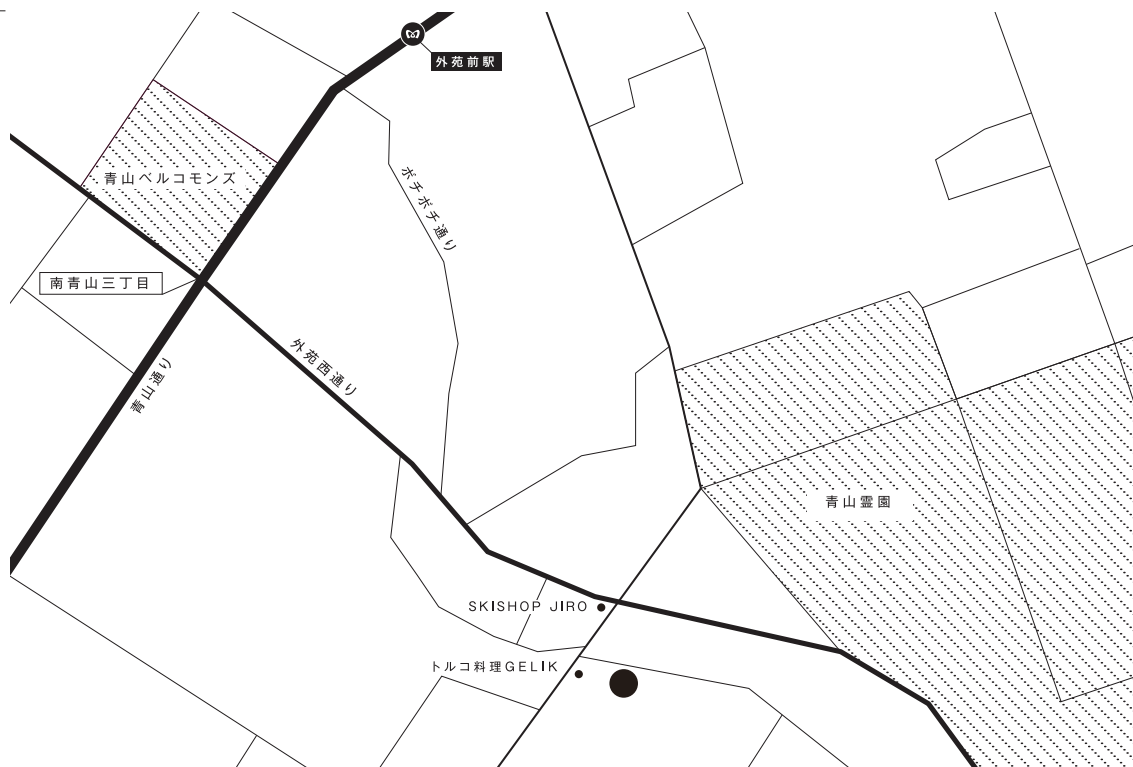 外苑前駅
青山ベルコモンズ
ポチポチ通り
南青山三丁目
外苑西通り
青山通り
青山霊園
SKISHOP JIRO
トルコ料理GELIK